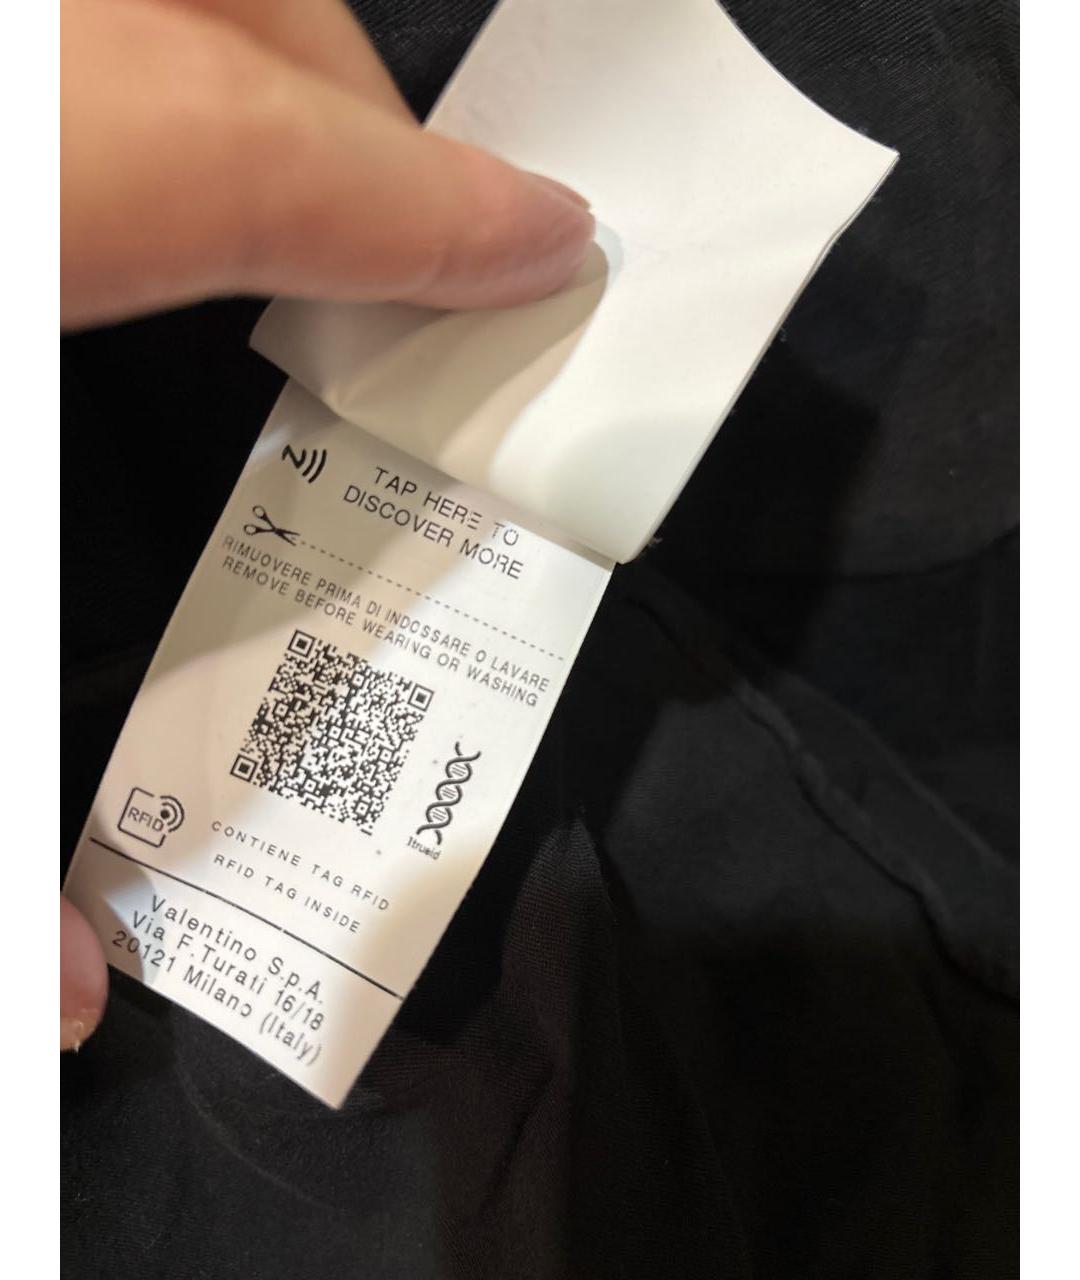 TAP HERE TO
DISCOVER MORE
RIMUOVERE PRIMA DI INDOSSARE O LAVARE
REMOVE BEFORE WEARING OR WASHING
1trueid
RFID
CONTIENE TAG RFID
RFID TAG INSIDE
Valentino S.p.A.
Via F.Turati 16/18
20121 Milano (Italy)